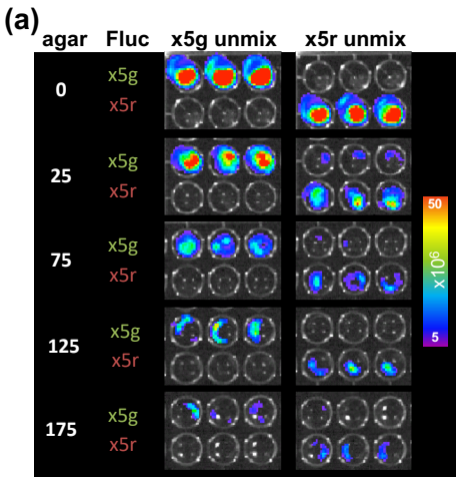 (a)
agar Fluc x5g unmix x5r unmix
0 x5g
x5r
25 x5g
x5r
75 x5g
x5r
125 x5g
x5r
175 x5g
x5r
50
x10⁶
5